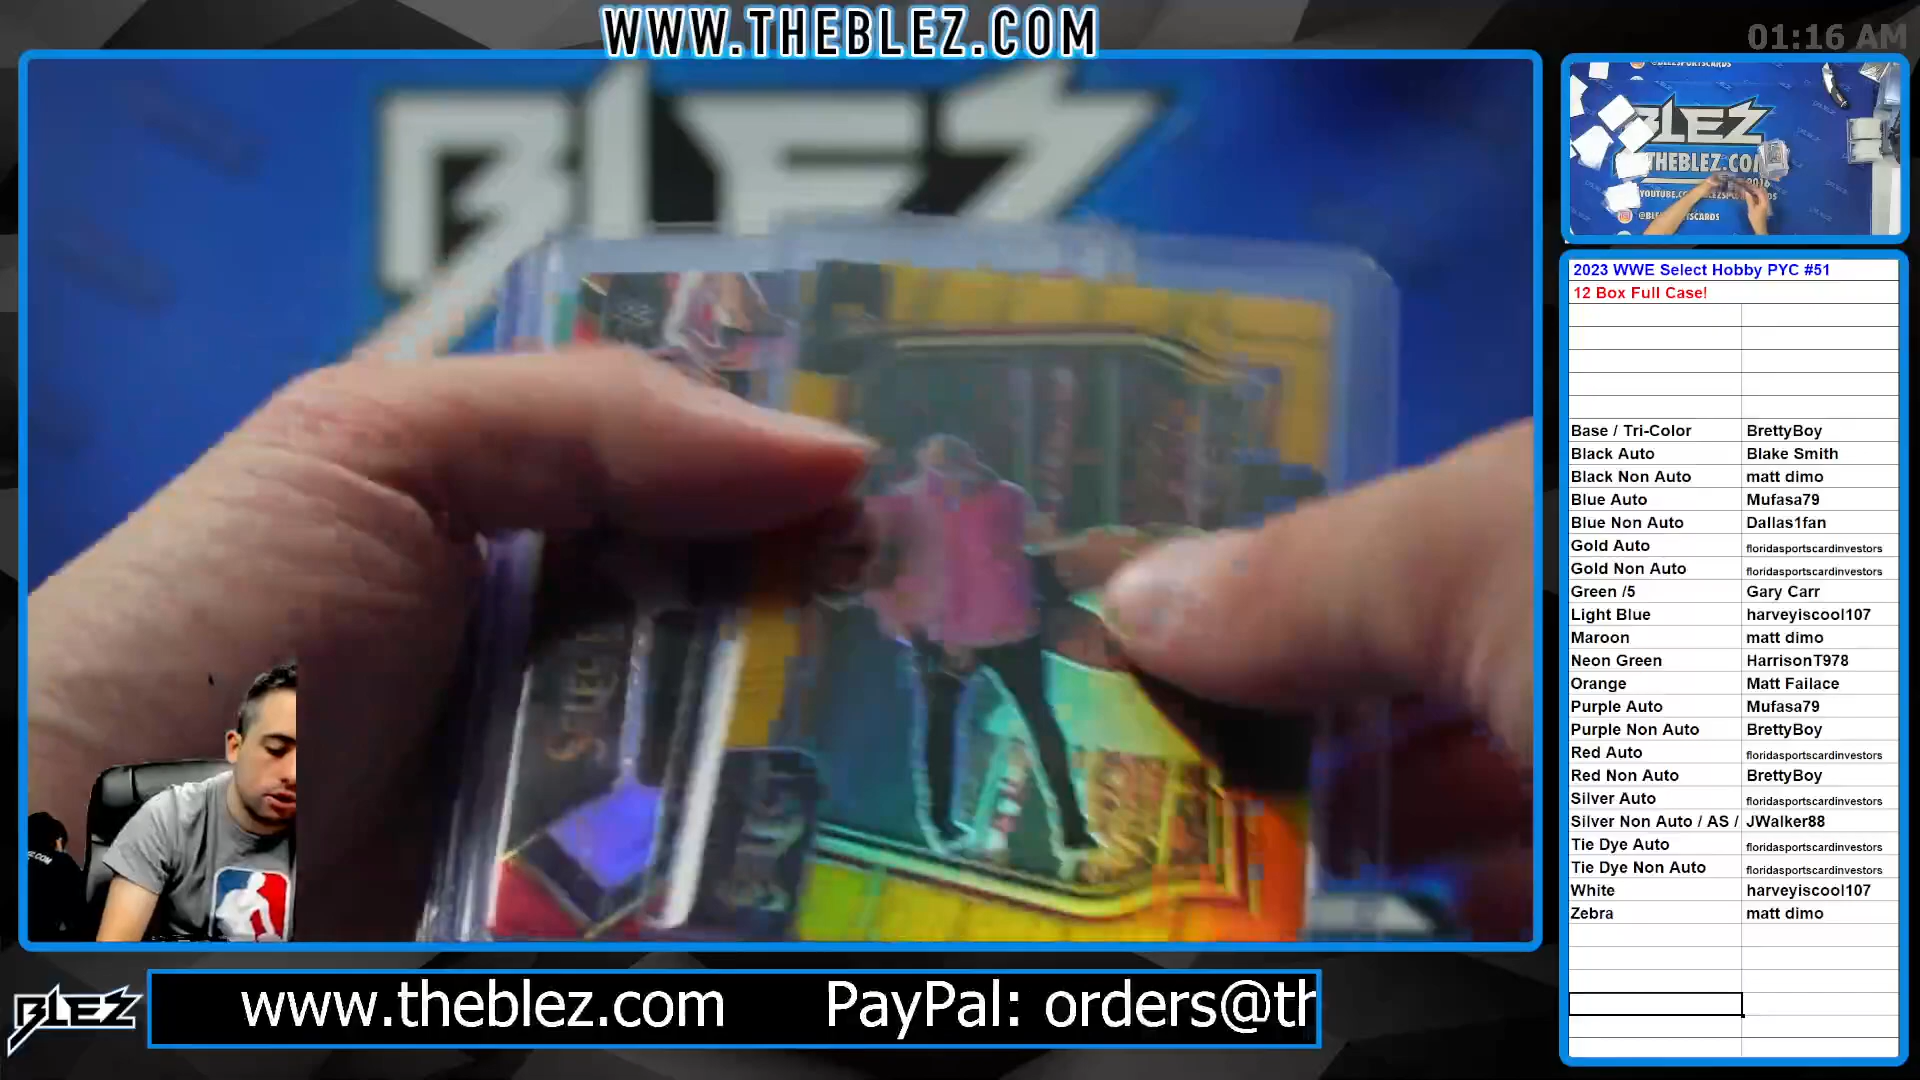 WWW.THEBLEZ.COM
01:16 AM
BLEZ
BLEZ
THEBLEZ.COM
2016
2023 WWE Select Hobby PYC #51
12 Box Full Case!
Base / Tri-Color BrettyBoy
Black Auto Blake Smith
Black Non Auto matt dimo
Blue Auto Mufasa79
Blue Non Auto Dallas1fan
Gold Auto floridasportscardinvestors
Gold Non Auto floridasportscardinvestors
Green /5 Gary Carr
Light Blue harveyiscool107
Maroon matt dimo
Neon Green HarrisonT978
Orange Matt Failace
Purple Auto Mufasa79
Purple Non Auto BrettyBoy
Red Auto floridasportscardinvestors
Red Non Auto BrettyBoy
Silver Auto floridasportscardinvestors
Silver Non Auto / AS / JWalker88
Tie Dye Auto floridasportscardinvestors
Tie Dye Non Auto floridasportscardinvestors
White harveyiscool107
Zebra matt dimo
BLEZ
www.theblez.com PayPal: orders@th